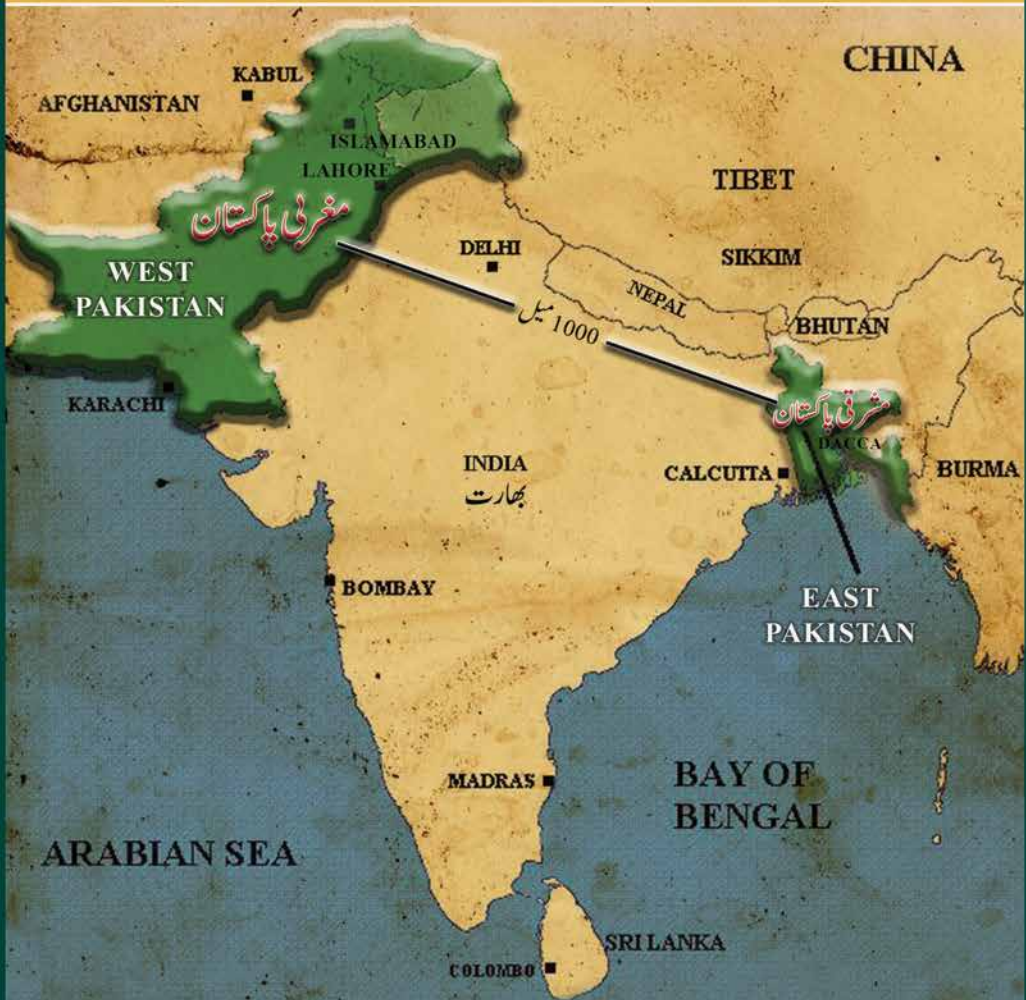 CHINA
KABUL
AFGHANISTAN
ISLAMABAD
LAHORE
TIBET
مغربی پاکستان
DELHI
SIKKIM
WEST
PAKISTAN
NEPAL
1000 میل
BHUTAN
KARACHI
مشرقی پاکستان
DACCA
INDIA
بھارت
CALCUTTA
BURMA
BOMBAY
EAST
PAKISTAN
MADRAS
BAY OF
BENGAL
ARABIAN SEA
SRI LANKA
COLOMBO